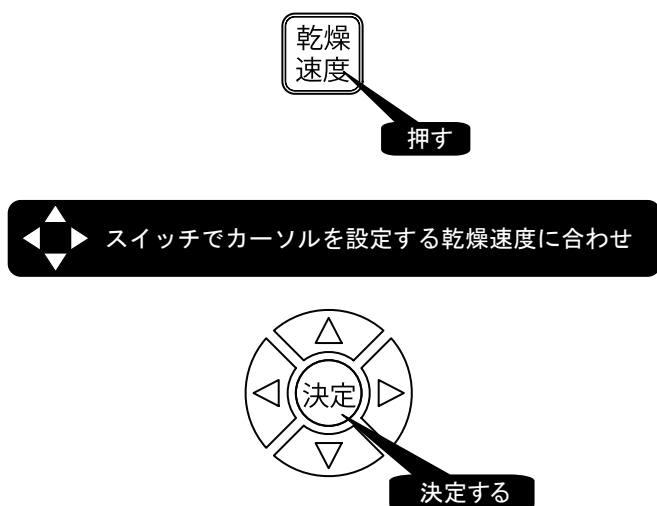 乾燥
速度
押す
スイッチでカーソルを設定する乾燥速度に合わせ
決定
決定する